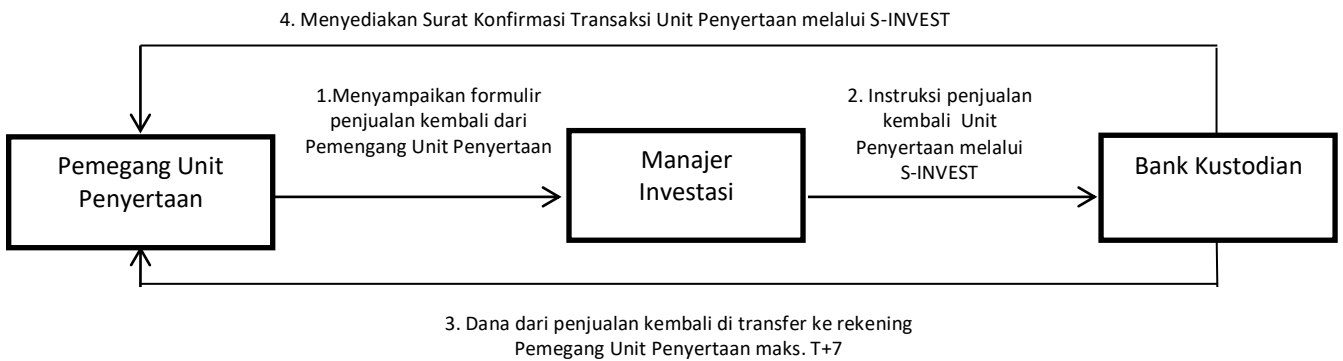 4. Menyediakan Surat Konfirmasi Transaksi Unit Penyertaan melalui S-INVEST
1.Menyampaikan formulir
penjualan kembali dari
Pemengang Unit Penyertaan
2. Instruksi penjualan
kembali Unit
Penyertaan melalui
S-INVEST
Pemegang Unit
Penyertaan
Manajer
Investasi
Bank Kustodian
3. Dana dari penjualan kembali di transfer ke rekening
Pemegang Unit Penyertaan maks. T+7